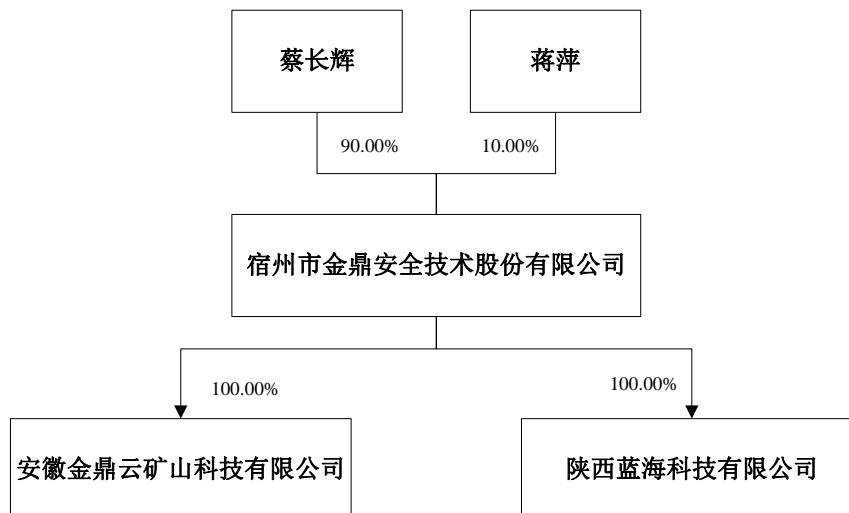 蔡长辉
蒋萍
90.00%
10.00%
宿州市金鼎安全技术股份有限公司
100.00%
100.00%
安徽金鼎云矿山科技有限公司
陕西蓝海科技有限公司